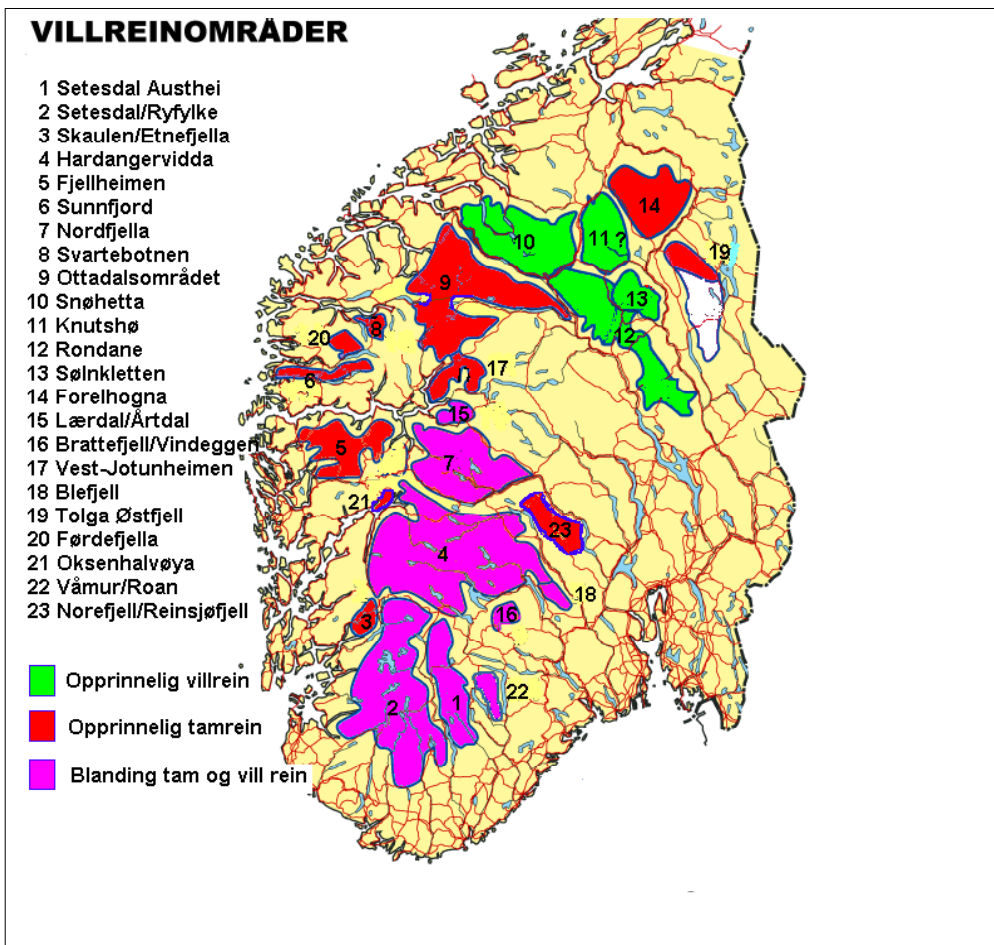 VILLREINOMRÅDER
1 Setesdal Austhei
2 Setesdal/Ryfylke
3 Skaulen/Etnefjella
4 Hardangervidda
5 Fjellheimen
6 Sunnfjord
7 Nordfjella
8 Svartebotnen
9 Ottadalsområdet
10 Snøhetta
11 Knutshø
12 Rondane
13 Sølnkletten
14 Forelhogna
15 Lærdal/Årtdal
16 Brattefjell/Vindeggen
17 Vest-Jotunheimen
18 Blefjell
19 Tolga Østfjell
20 Førdefjella
21 Oksenhalvøya
22 Våmur/Roan
23 Norefjell/Reinsjøfjell
Opprinnelig villrein
Opprinnelig tamrein
Blanding tam og vill rein
14
10
11 ?
19
9
13
8
20
12
17
6
15
5
7
21
23
4
18
16
3
22
1
2